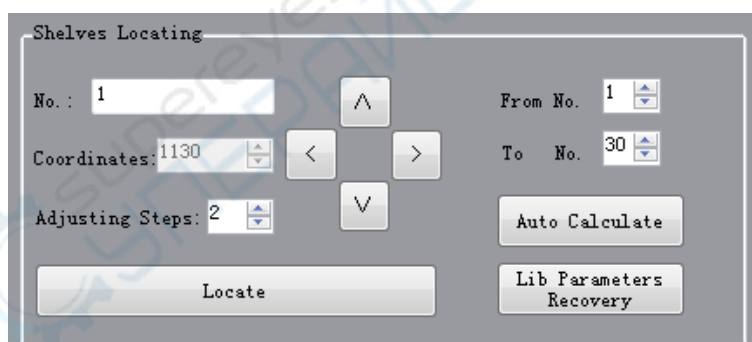 Shelves Locating
No.: 1
From No. 1
Coordinates: 1130
< >
To No. 30
Adjusting Steps: 2
Auto Calculate
Locate
Lib Parameters
Recovery